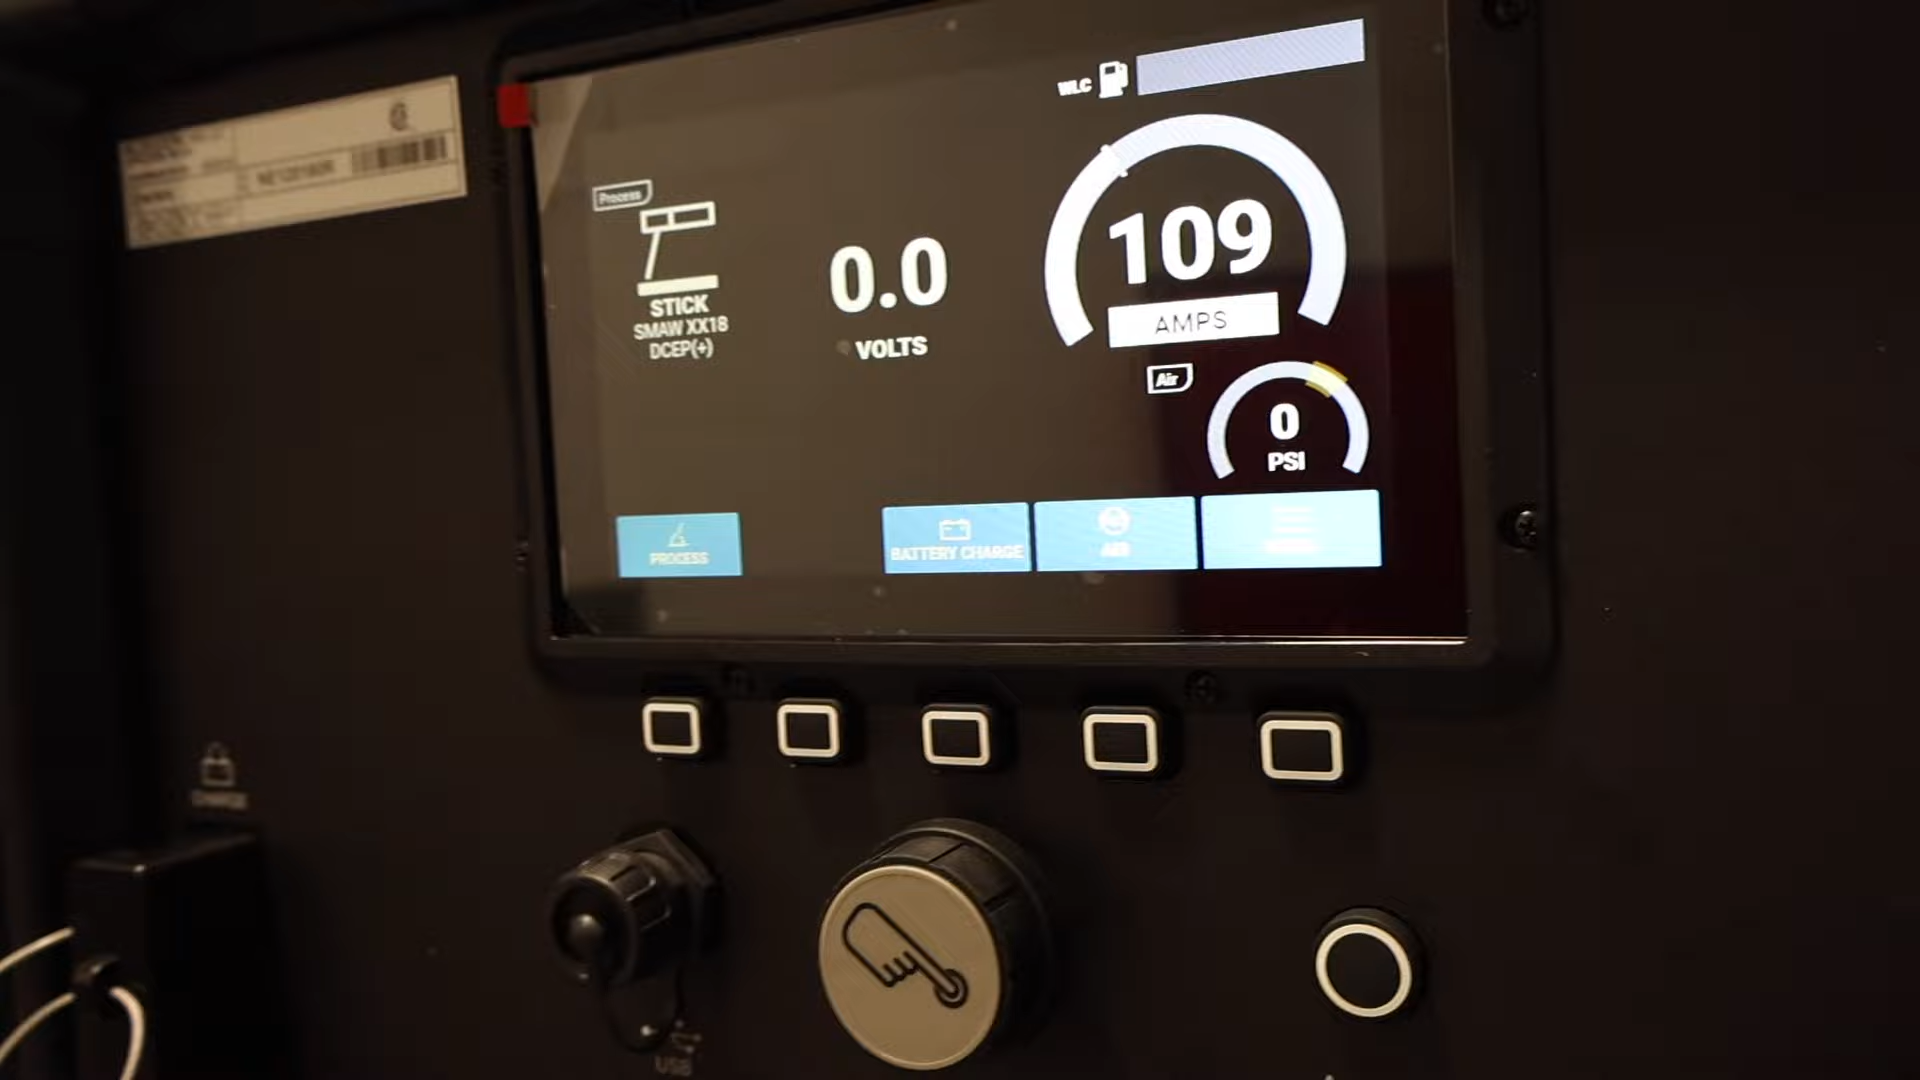 WLC
Process
109
AMPS
0.0
VOLTS
STICK
SMAW XX18
DCEP(+)
Air
0
PSI
PROCESS
BATTERY CHARGE
USB